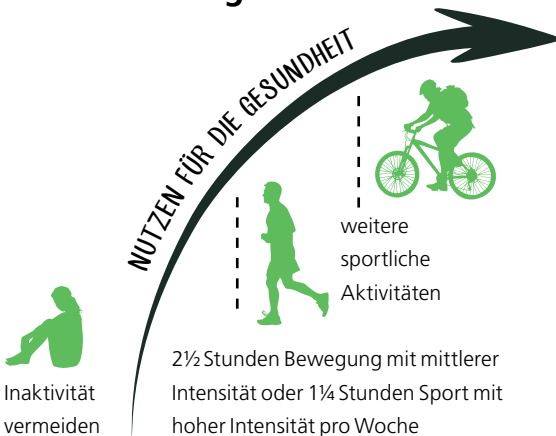 NUTZEN FÜR DIE GESUNDHEIT
weitere
sportliche
Aktivitäten
Inaktivität
vermeiden
2½ Stunden Bewegung mit mittlerer
Intensität oder 1¼ Stunden Sport mit
hoher Intensität pro Woche